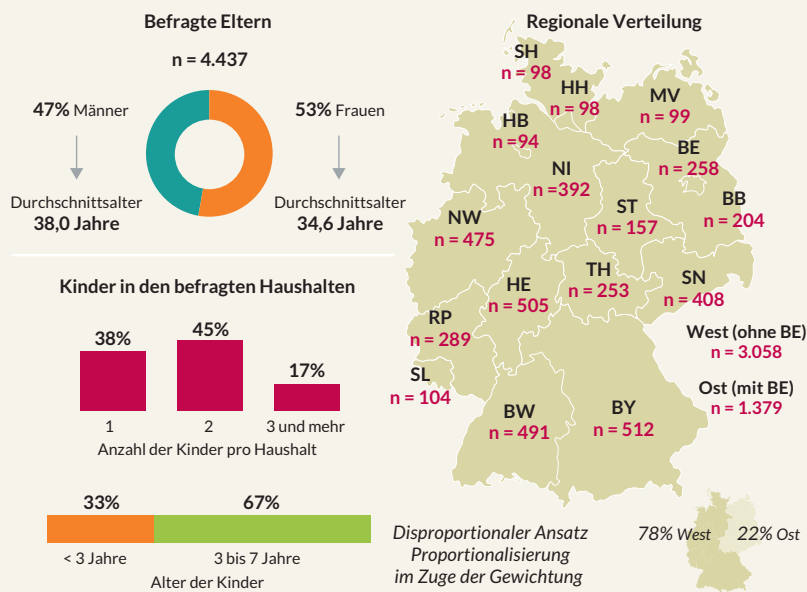 Befragte Eltern
n = 4.437
47% Männer
53% Frauen
Durchschnittsalter
38,0 Jahre
Durchschnittsalter
34,6 Jahre
Kinder in den befragten Haushalten
38%
45%
17%
1
2
3 und mehr
Anzahl der Kinder pro Haushalt
33%
67%
< 3 Jahre
3 bis 7 Jahre
Alter der Kinder
Regionale Verteilung
SH
n = 98
HH
n = 98
MV
n = 99
HB
n =94
BE
n = 258
NI
n =392
BB
n = 204
NW
n = 475
ST
n = 157
HE
n = 505
TH
n = 253
SN
n = 408
RP
n = 289
West (ohne BE)
n = 3.058
SL
n = 104
Ost (mit BE)
n = 1.379
BW
n = 491
BY
n = 512
Disproportionaler Ansatz
Proportionalisierung
im Zuge der Gewichtung
78% West
22% Ost